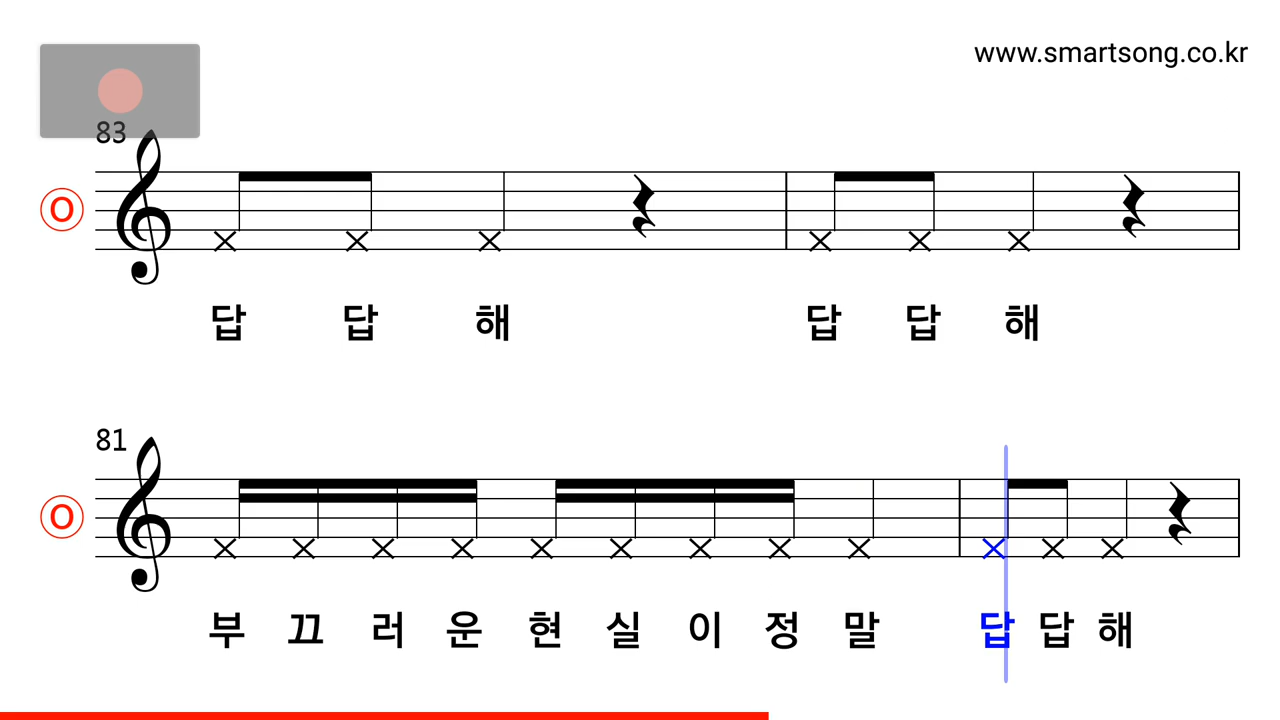 www.smartsong.co.kr
83
O
답 답 해 답 답 해
81
O
부 끄 러 운 현 실 이 정 말 답 답 해